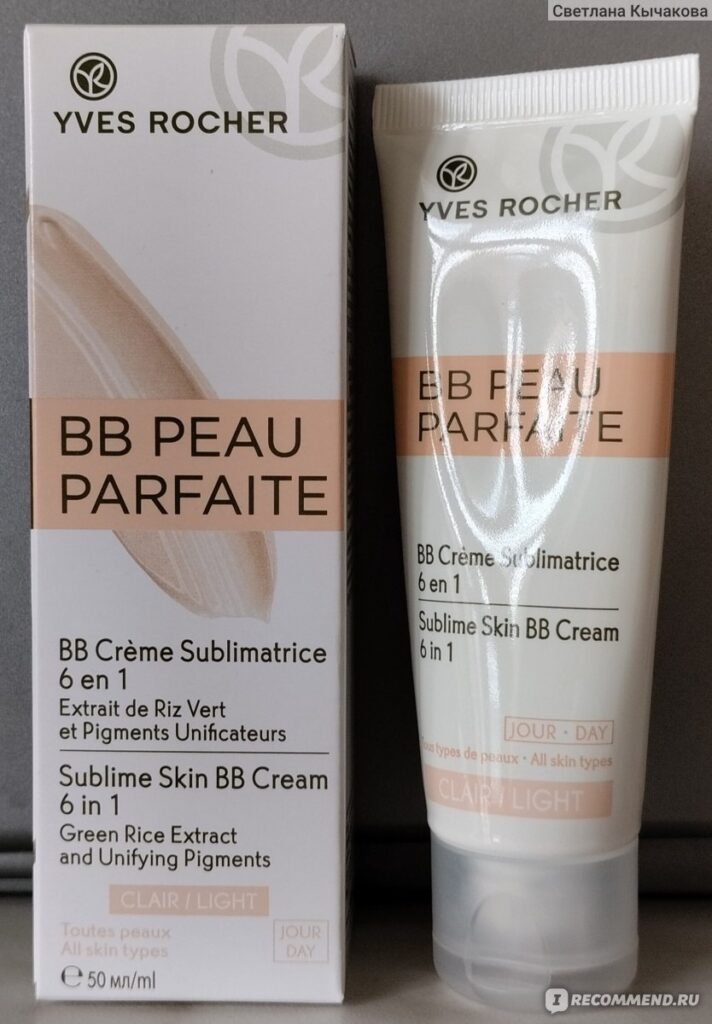 Светлана Кычакова
YVES ROCHER
BB PEAU
PARFAITE
BB Crème Sublimatrice
6 en 1
Extrait de Riz Vert
et Pigments Unificateurs
Sublime Skin BB Cream
6 in 1
Green Rice Extract
and Unifying Pigments
CLAIR / LIGHT
Toutes peaux
All skin types
JOUR
DAY
℮ 50 мл/ml
YVES ROCHER
BB PEAU
PARFAITE
BB Crème Sublimatrice
6 en 1
Sublime Skin BB Cream
6 in 1
JOUR · DAY
Tous types de peaux · All skin types
CLAIR / LIGHT
I RECOMMEND.RU